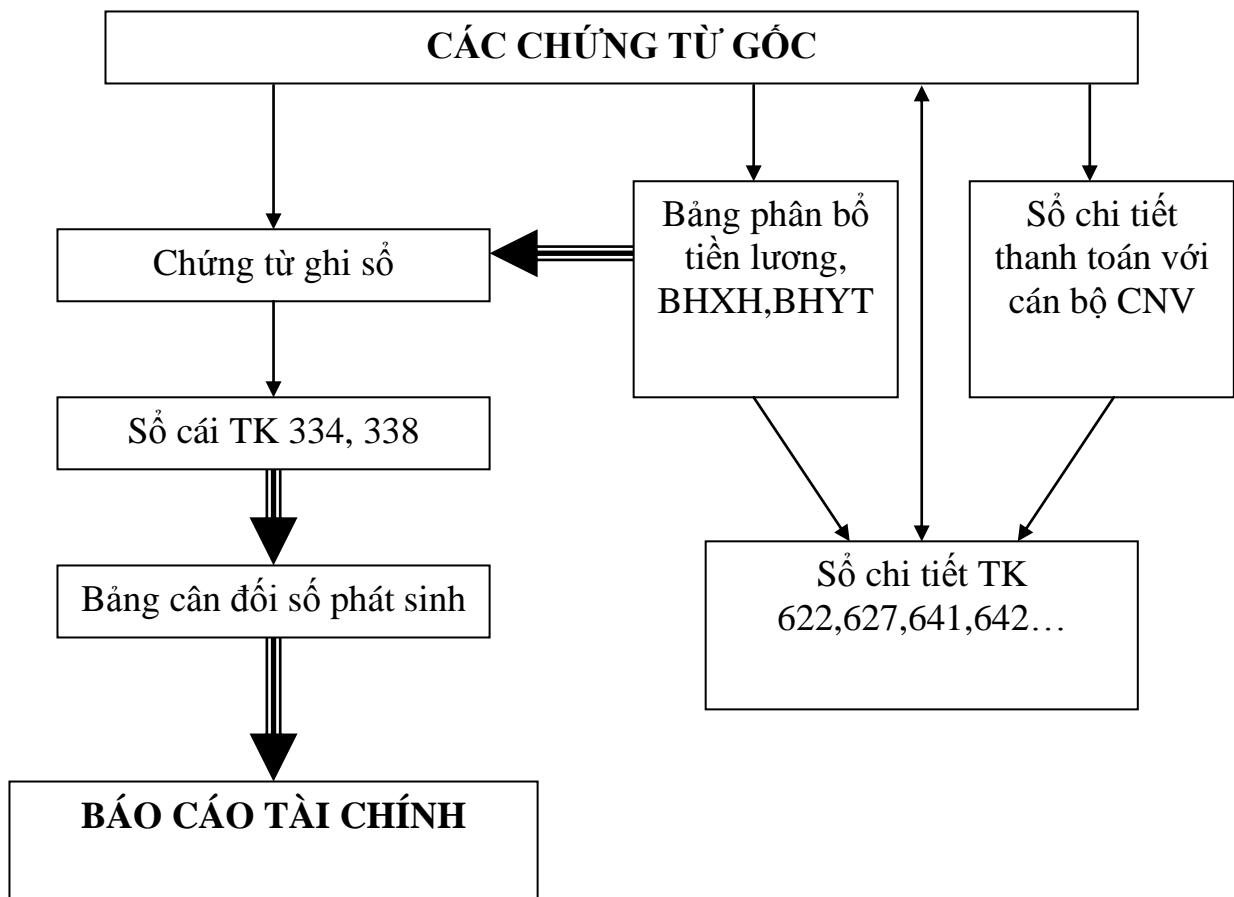 CÁC CHỨNG TỪ GỐC
Bảng phân bổ
tiền lương,
BHXH,BHYT
Sổ chi tiết
thanh toán với
cán bộ CNV
Chứng từ ghi sổ
Sổ cái TK 334, 338
Bảng cân đối số phát sinh
Sổ chi tiết TK
622,627,641,642…
BÁO CÁO TÀI CHÍNH